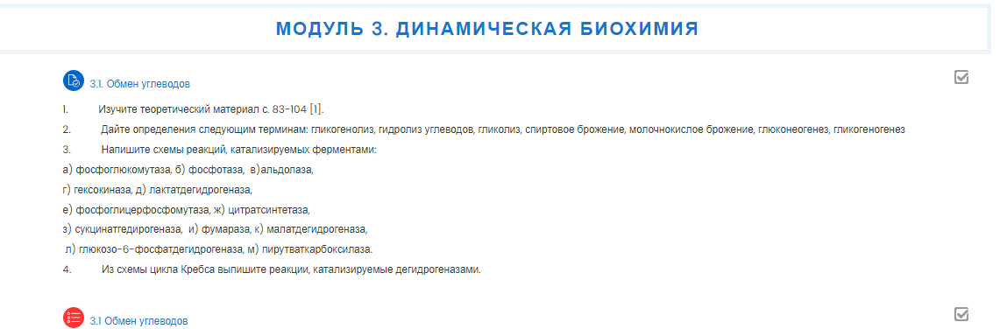 МОДУЛЬ 3. ДИНАМИЧЕСКАЯ БИОХИМИЯ
3.1. Обмен углеводов
1. Изучите теоретический материал с. 83-104 [1].
2. Дайте определения следующим терминам: гликогенолиз, гидролиз углеводов, гликолиз, спиртовое брожение, молочнокислое брожение, глюконеогенез, гликогеногенез
3. Напишите схемы реакций, катализируемых ферментами:
а) фосфоглюкомутаза, б) фосфотаза, в)альдолаза,
г) гексокиназа, д) лактатдегидрогеназа,
е) фосфоглицерфосфомутаза, ж) цитратсинтетаза,
з) сукцинатгедирогеназа, и) фумараза, к) малатдегидрогеназа,
л) глюкозо-6-фосфатдегидрогеназа, м) пирутваткарбоксилаза.
4. Из схемы цикла Кребса выпишите реакции, катализируемые дегидрогеназами.
3.1 Обмен углеводов